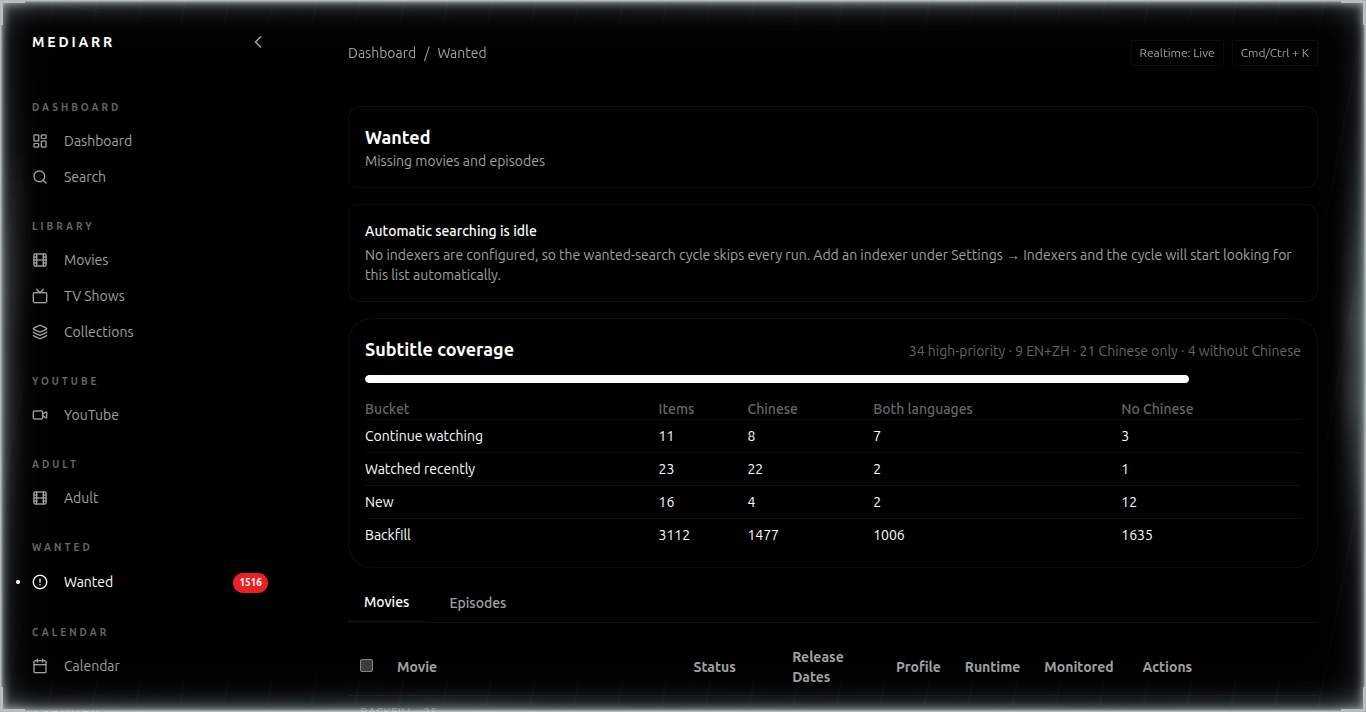 MEDIARR
Dashboard / Wanted
Realtime: Live
Cmd/Ctrl + K
DASHBOARD
Dashboard
Search
LIBRARY
Movies
TV Shows
Collections
YOUTUBE
YouTube
ADULT
Adult
WANTED
Wanted
1516
CALENDAR
Calendar
Wanted
Missing movies and episodes
Automatic searching is idle
No indexers are configured, so the wanted-search cycle skips every run. Add an indexer under Settings → Indexers and the cycle will start looking for
this list automatically.
Subtitle coverage
34 high-priority · 9 EN+ZH · 21 Chinese only · 4 without Chinese
Bucket Items Chinese Both languages No Chinese
Continue watching 11 8 7 3
Watched recently 23 22 2 1
New 16 4 2 12
Backfill 3112 1477 1006 1635
Movies Episodes
Movie Status Release Dates Profile Runtime Monitored Actions